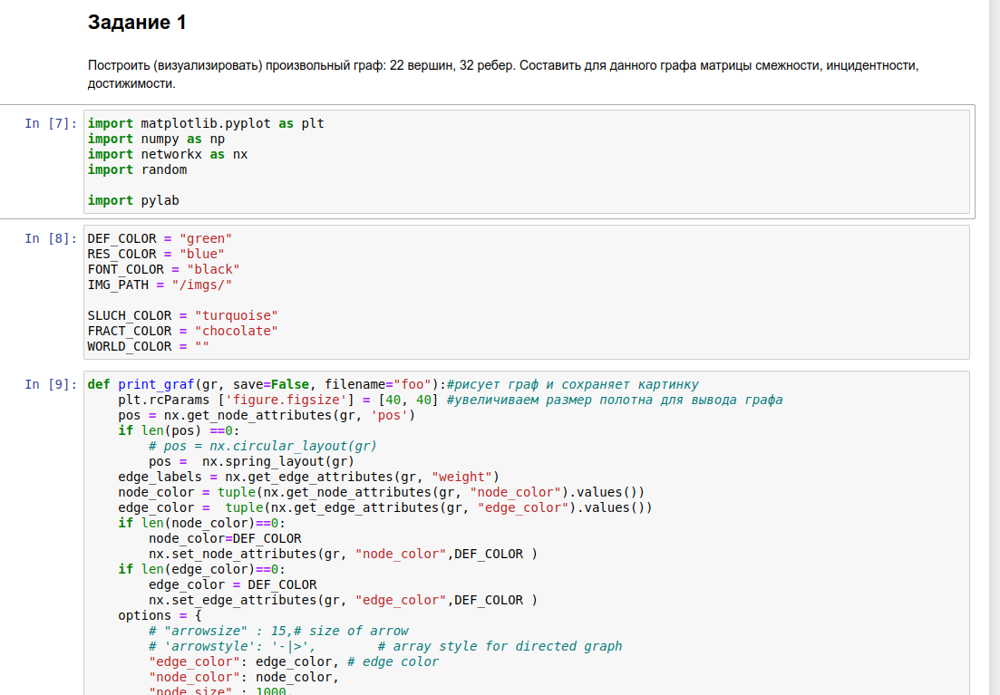 Задание 1
Построить (визуализировать) произвольный граф: 22 вершин, 32 ребер. Составить для данного графа матрицы смежности, инцидентности,
достижимости.
In [7]: import matplotlib.pyplot as plt
import numpy as np
import networkx as nx
import random
import pylab
In [8]: DEF_COLOR = "green"
RES_COLOR = "blue"
FONT_COLOR = "black"
IMG_PATH = "/imgs/"
SLUCH_COLOR = "turquoise"
FRACT_COLOR = "chocolate"
WORLD_COLOR = ""
In [9]: def print_graf(gr, save=False, filename="foo"):#рисует граф и сохраняет картинку
plt.rcParams ['figure.figsize'] = [40, 40] #увеличиваем размер полотна для вывода графа
pos = nx.get_node_attributes(gr, 'pos')
if len(pos) ==0:
# pos = nx.circular_layout(gr)
pos =  nx.spring_layout(gr)
edge_labels = nx.get_edge_attributes(gr, "weight")
node_color = tuple(nx.get_node_attributes(gr, "node_color").values())
edge_color =  tuple(nx.get_edge_attributes(gr, "edge_color").values())
if len(node_color)==0:
node_color=DEF_COLOR
nx.set_node_attributes(gr, "node_color",DEF_COLOR )
if len(edge_color)==0:
edge_color = DEF_COLOR
nx.set_edge_attributes(gr, "edge_color",DEF_COLOR )
options = {
# "arrowsize" : 15,# size of arrow
# 'arrowstyle': '-|>',        # array style for directed graph
"edge_color": edge_color, # edge color
"node_color": node_color,
"node_size" : 1000,